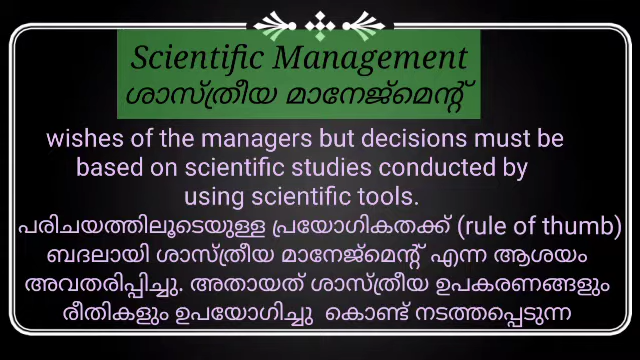 Scientific Management
ശാസ്ത്രീയ മാനേജ്മെന്റ്
wishes of the managers but decisions must be
based on scientific studies conducted by
using scientific tools.
പരിചയത്തിലൂടെയുള്ള പ്രയോഗികതക്ക് (rule of thumb)
ബദലായി ശാസ്ത്രീയ മാനേജ്മെന്റ് എന്ന ആശയം
അവതരിപ്പിച്ചു. അതായത് ശാസ്ത്രീയ ഉപകരണങ്ങളും
രീതികളും ഉപയോഗിച്ചു കൊണ്ട് നടത്തപ്പെടുന്ന